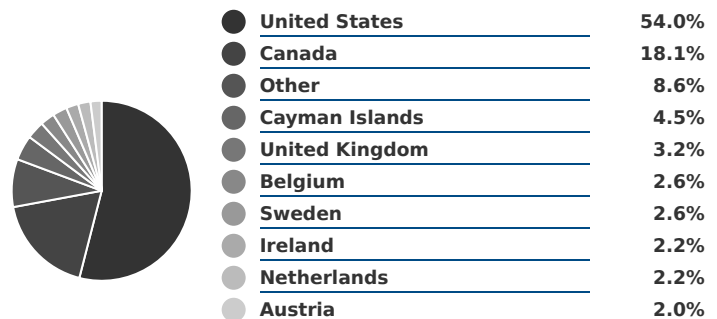 United States 54.0%
Canada 18.1%
Other 8.6%
Cayman Islands 4.5%
United Kingdom 3.2%
Belgium 2.6%
Sweden 2.6%
Ireland 2.2%
Netherlands 2.2%
Austria 2.0%